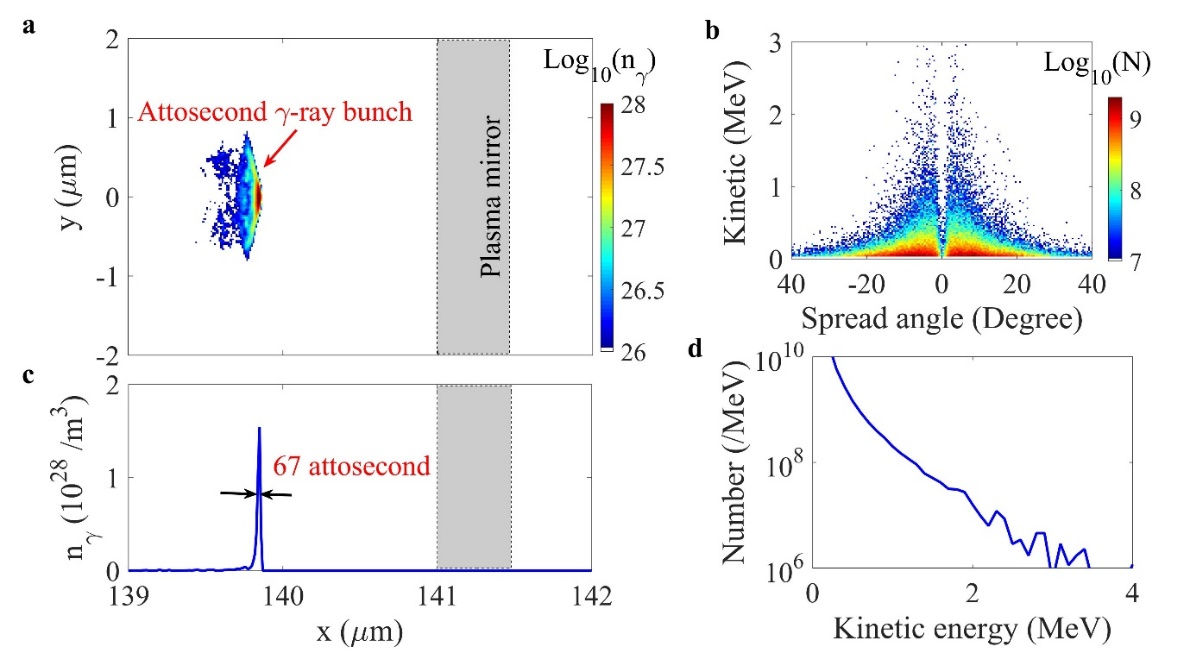 a
2
1
0
-1
-2
y (μm)
Attosecond γ-ray bunch
Plasma mirror
Log10(nγ)
28
27.5
27
26.5
26
b
3
2
1
0
Kinetic (MeV)
40 -20 0 20 40
Spread angle (Degree)
Log10(N)
9
8
7
c
2
1
0
nγ (10^28 /m^3)
67 attosecond
139 140 141 142
x (μm)
d
10^10
10^8
10^6
Number (/MeV)
0 2 4
Kinetic energy (MeV)